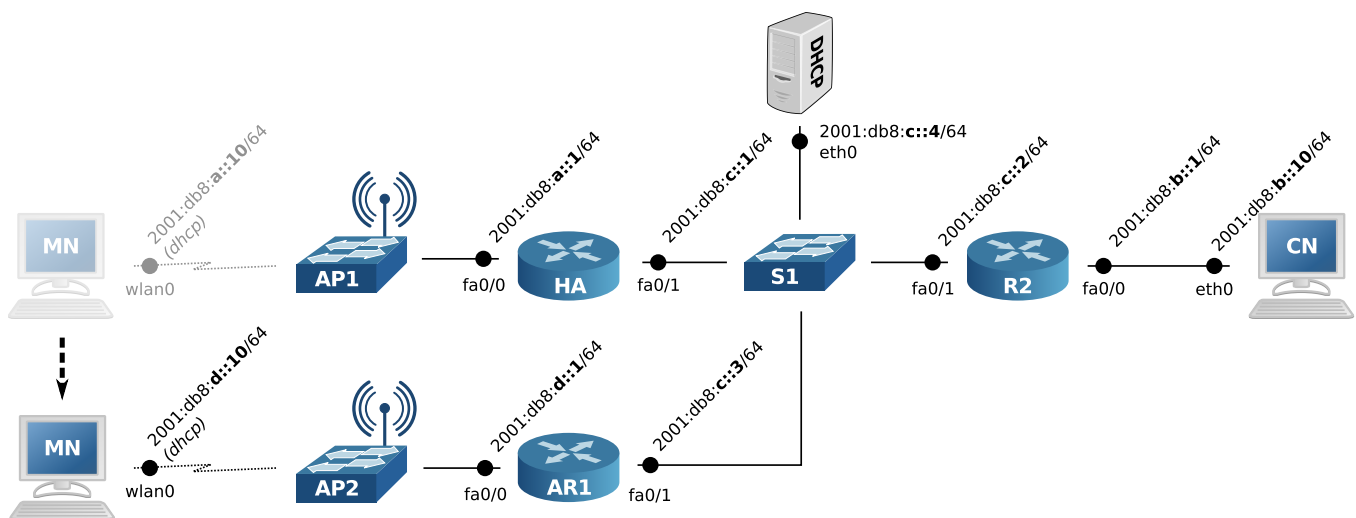 DHCP
2001:db8:c::4/64
eth0
MN
2001:db8:a::10/64
(dhcp)
wlan0
AP1
2001:db8:a::1/64
fa0/0
HA
2001:db8:c::1/64
fa0/1
S1
2001:db8:c::2/64
fa0/1
R2
2001:db8:b::1/64
fa0/0
2001:db8:b::10/64
eth0
CN
MN
2001:db8:d::10/64
(dhcp)
wlan0
AP2
2001:db8:d::1/64
fa0/0
AR1
2001:db8:c::3/64
fa0/1